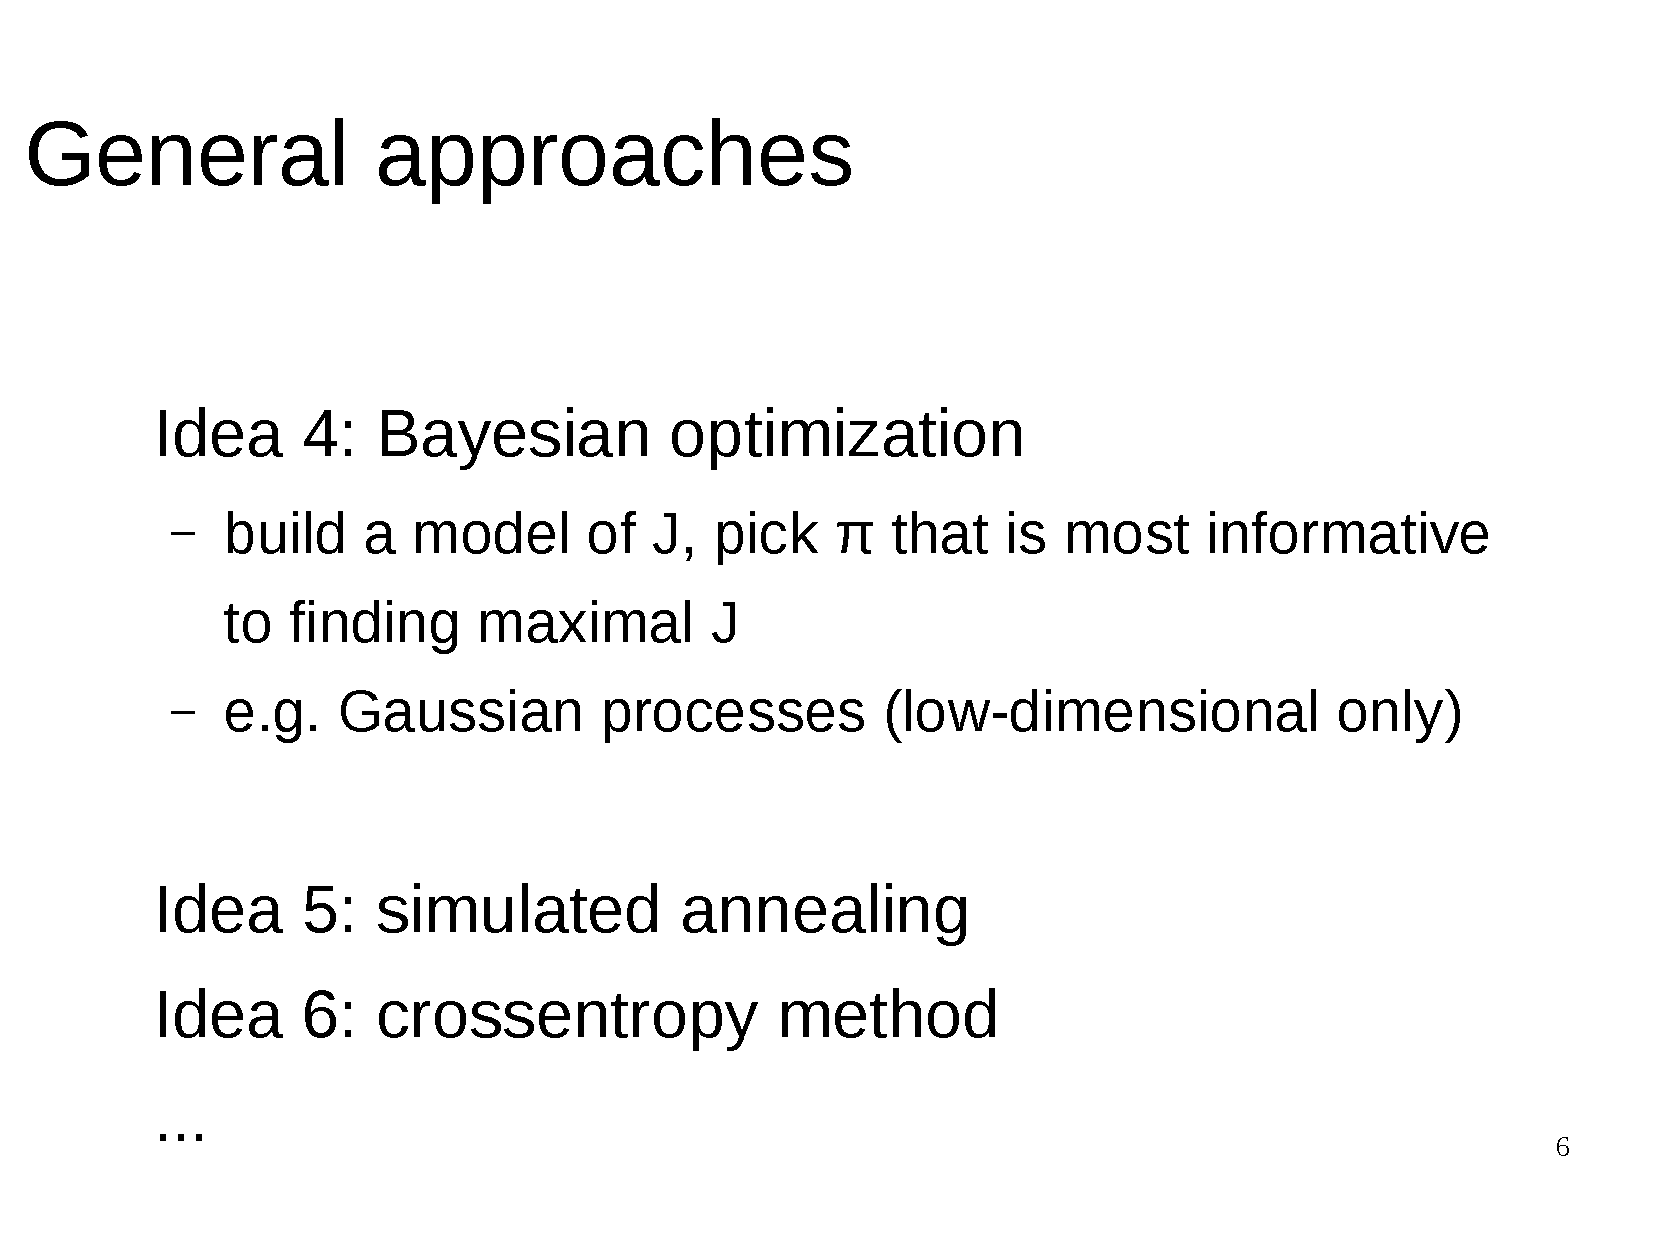 General approaches
Idea 4: Bayesian optimization
– build a model of J, pick π that is most informative
to finding maximal J
– e.g. Gaussian processes (low-dimensional only)
Idea 5: simulated annealing
Idea 6: crossentropy method
...
6